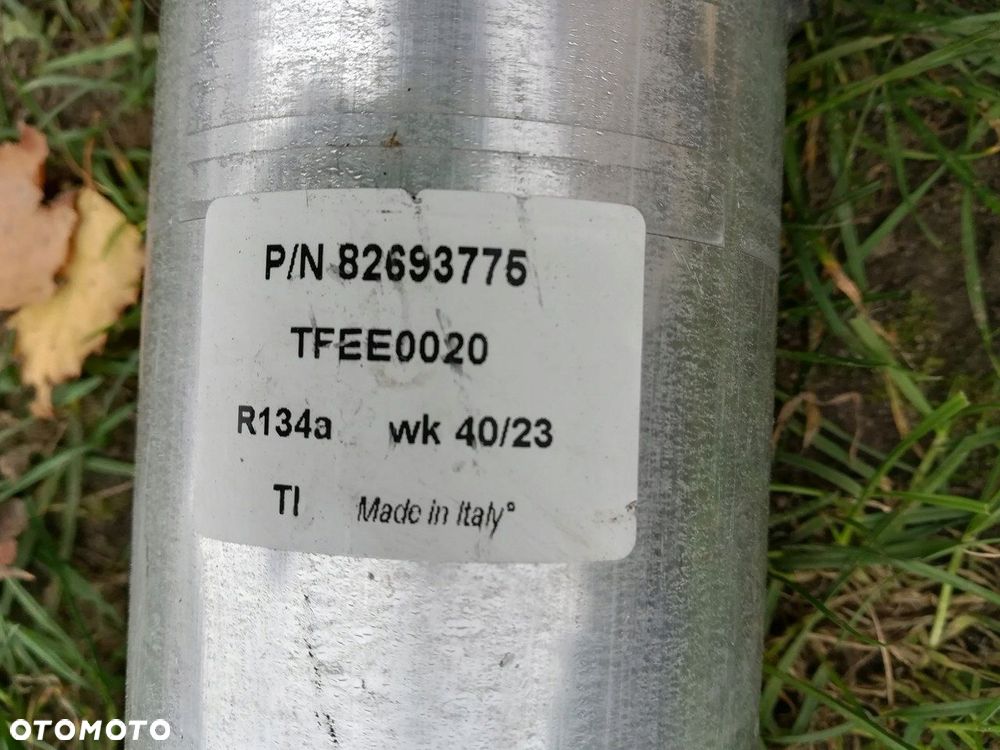 P/N 82693775
TFEE0020
R134a wk 40/23
TI Made in Italy°
OTOMOTO